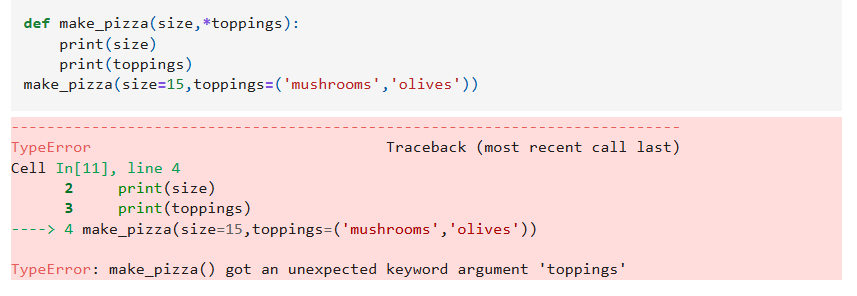 def make_pizza(size,*toppings):
    print(size)
    print(toppings)
make_pizza(size=15,toppings=('mushrooms','olives'))
---------------------------------------------------------------------------
TypeError                                 Traceback (most recent call last)
Cell In[11], line 4
      2     print(size)
      3     print(toppings)
----> 4 make_pizza(size=15,toppings=('mushrooms','olives'))
TypeError: make_pizza() got an unexpected keyword argument 'toppings'